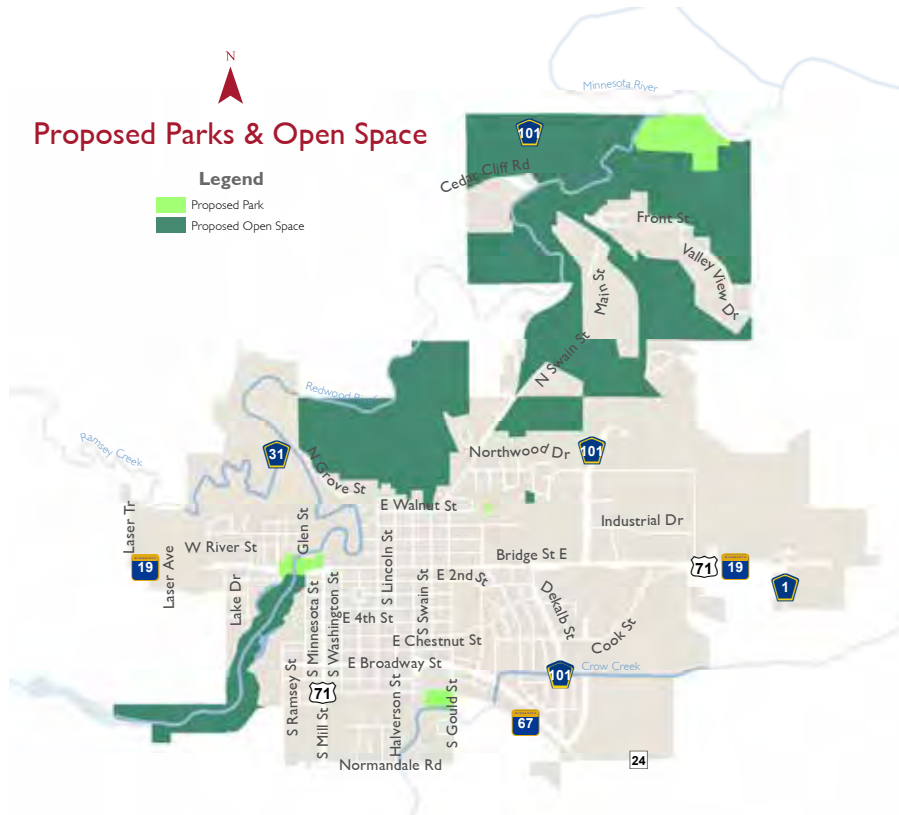 Minnesota River
N
Proposed Parks & Open Space
101
Cedar Cliff Rd
Legend
Proposed Park
Proposed Open Space
Front St
Valley View Dr
Main St
N Swain St
Redwood River
Ramsey Creek
31
N Grove St
Northwood Dr
101
E Walnut St
Laser Tr
Glen St
Industrial Dr
W River St
S Lincoln St
Bridge St E
19
Laser Ave
71
MINNESOTA
19
1
E 2nd St
Lake Dr
S Minnesota St
S Washington St
S Swain St
Dekalb St
E 4th St
Cook St
E Chestnut St
E Broadway St
Crow Creek
101
S Ramsey St
71
S Mill St
Halverson St
S Gould St
67
Normandale Rd
24